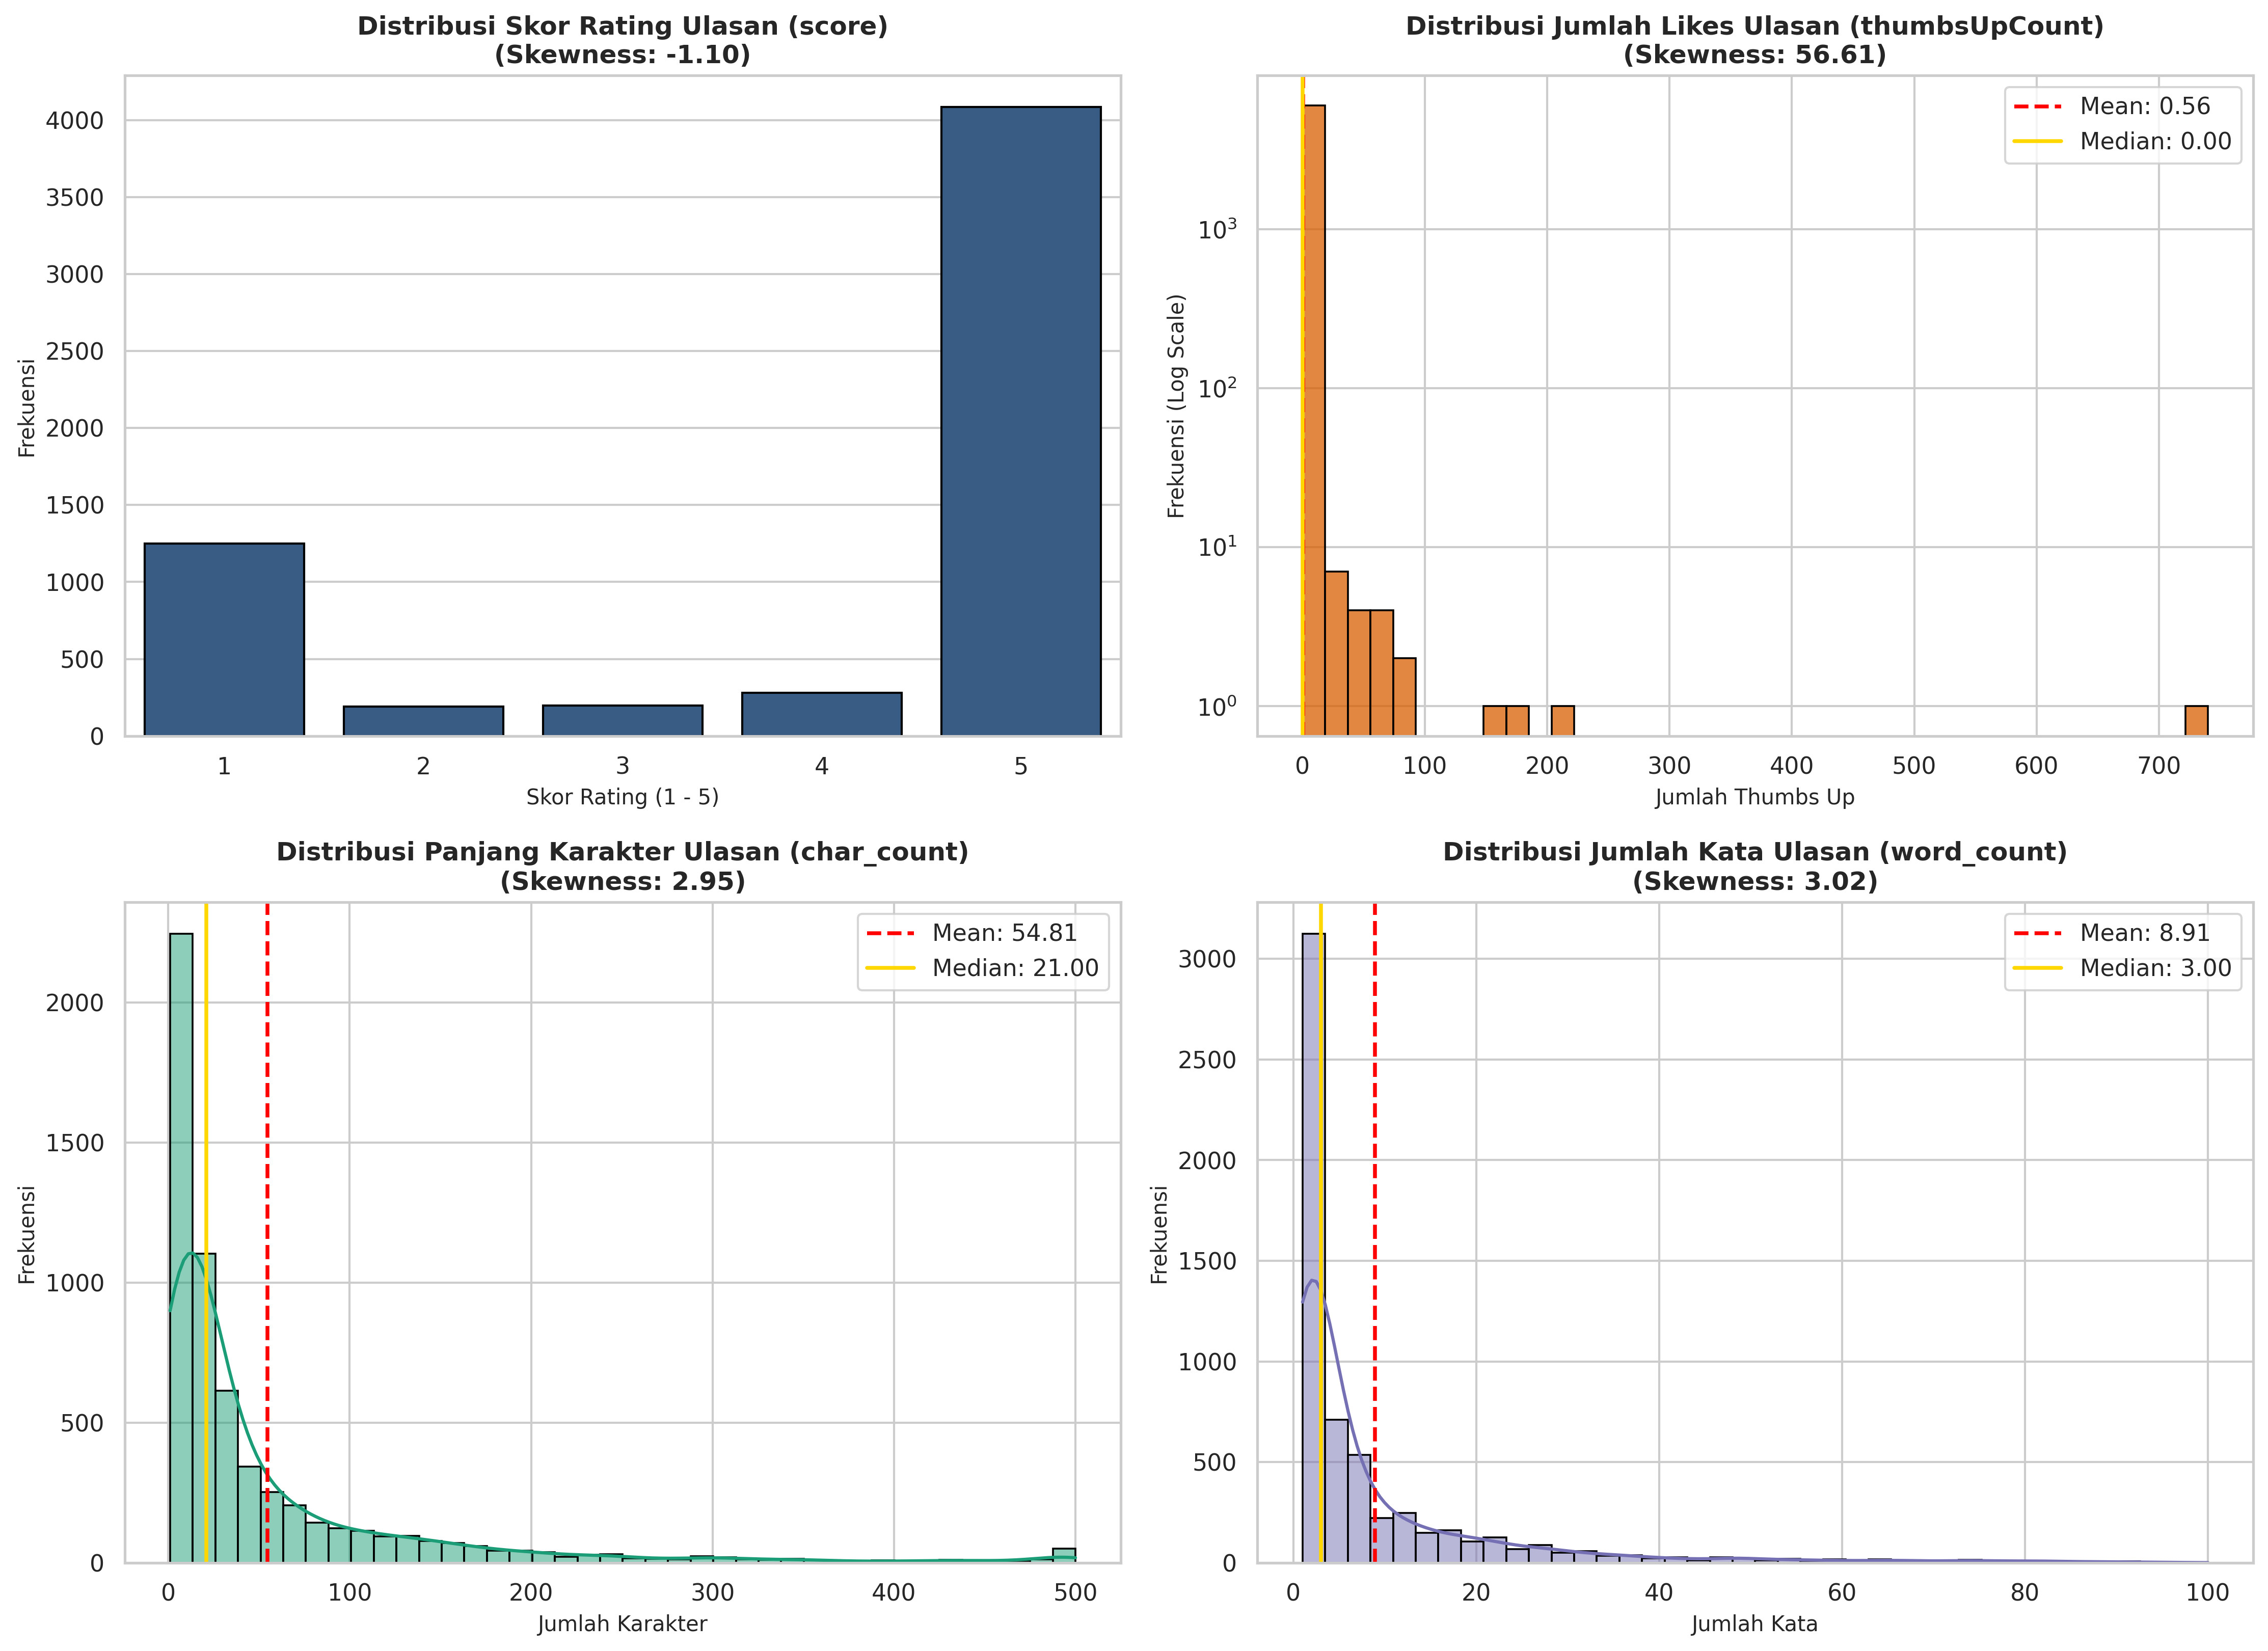 Distribusi Skor Rating Ulasan (score)
(Skewness: -1.10)
Frekuensi
4000
3500
3000
2500
2000
1500
1000
500
0
1 2 3 4 5
Skor Rating (1 - 5)
Distribusi Jumlah Likes Ulasan (thumbsUpCount)
(Skewness: 56.61)
Mean: 0.56
Median: 0.00
Frekuensi (Log Scale)
10³
10²
10¹
10⁰
0 100 200 300 400 500 600 700
Jumlah Thumbs Up
Distribusi Panjang Karakter Ulasan (char_count)
(Skewness: 2.95)
Mean: 54.81
Median: 21.00
Frekuensi
2000
1500
1000
500
0
0 100 200 300 400 500
Jumlah Karakter
Distribusi Jumlah Kata Ulasan (word_count)
(Skewness: 3.02)
Mean: 8.91
Median: 3.00
Frekuensi
3000
2500
2000
1500
1000
500
0
0 20 40 60 80 100
Jumlah Kata